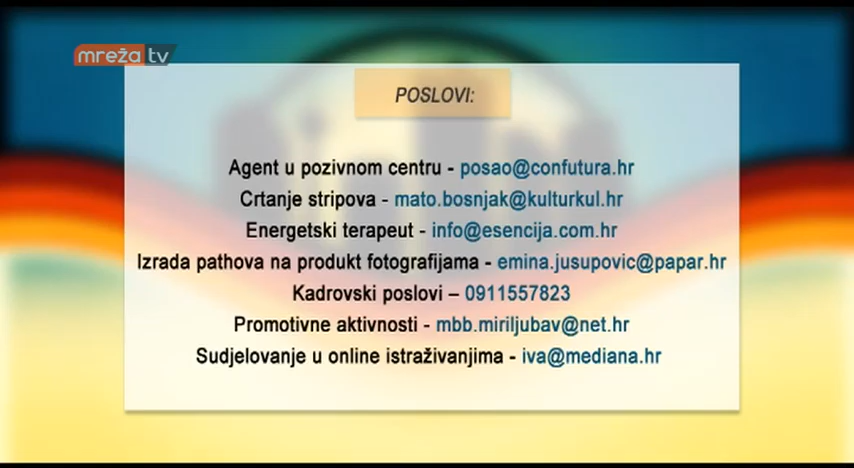 mreža tv
POSLOVI:
Agent u pozivnom centru - posao@confutura.hr
Crtanje stripova - mato.bosnjak@kulturkul.hr
Energetski terapeut - info@esencija.com.hr
Izrada pathova na produkt fotografijama - emina.jusupovic@papar.hr
Kadrovski poslovi – 0911557823
Promotivne aktivnosti - mbb.miriljubav@net.hr
Sudjelovanje u online istraživanjima - iva@mediana.hr